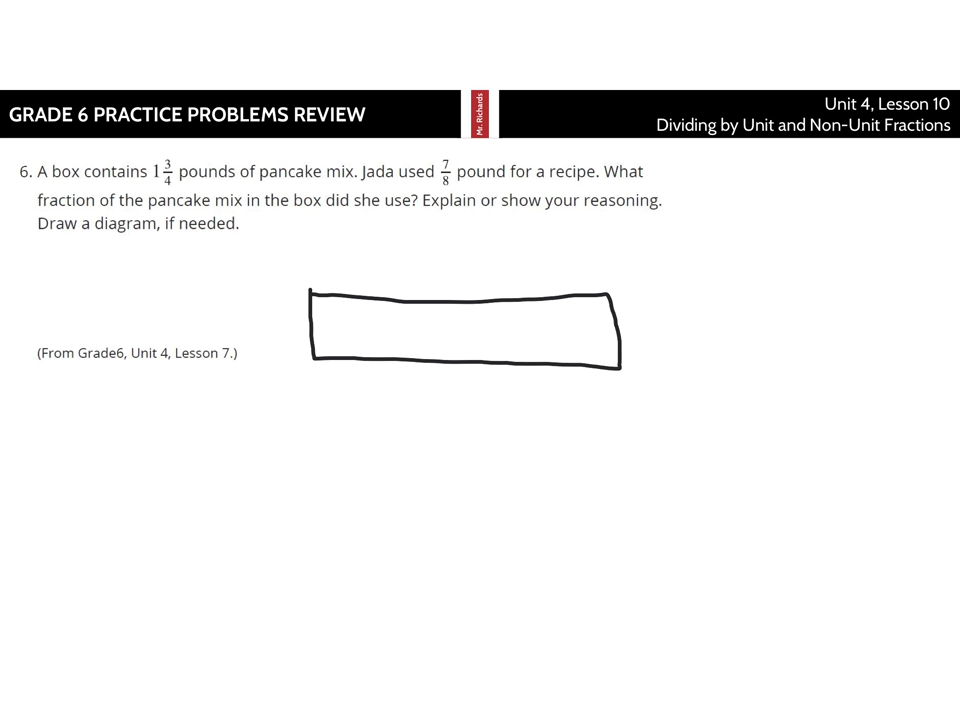 GRADE 6 PRACTICE PROBLEMS REVIEW
Mr. Richards
Unit 4, Lesson 10
Dividing by Unit and Non-Unit Fractions
6. A box contains 1 3/4 pounds of pancake mix. Jada used 7/8 pound for a recipe. What
fraction of the pancake mix in the box did she use? Explain or show your reasoning.
Draw a diagram, if needed.
(From Grade6, Unit 4, Lesson 7.)